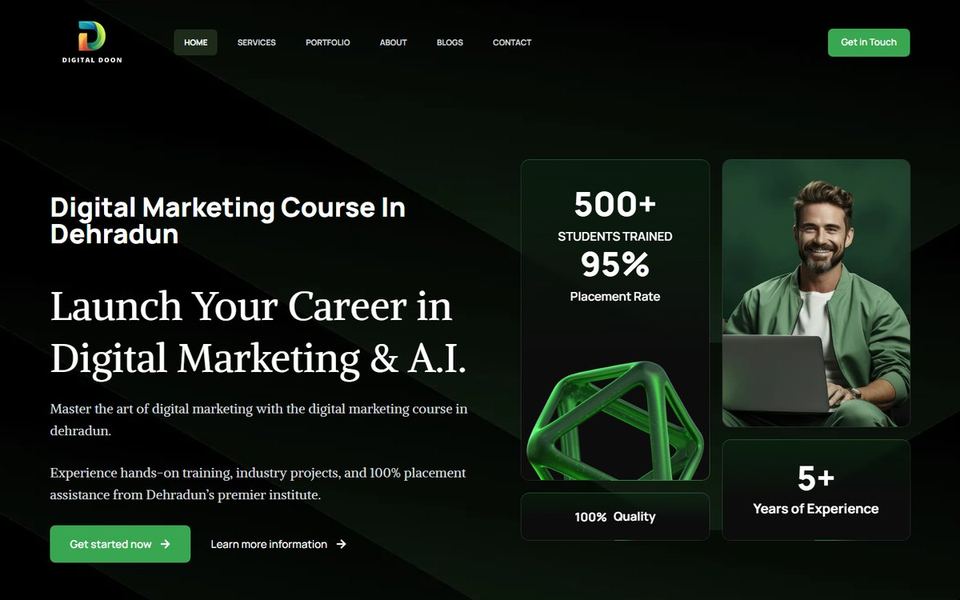 DIGITAL DOON
HOME
SERVICES
PORTFOLIO
ABOUT
BLOGS
CONTACT
Get in Touch
Digital Marketing Course In
Dehradun
Launch Your Career in
Digital Marketing & A.I.
Master the art of digital marketing with the digital marketing course in
dehradun.
Experience hands-on training, industry projects, and 100% placement
assistance from Dehradun's premier institute.
Get started now
Learn more information
500+
STUDENTS TRAINED
95%
Placement Rate
100% Quality
5+
Years of Experience